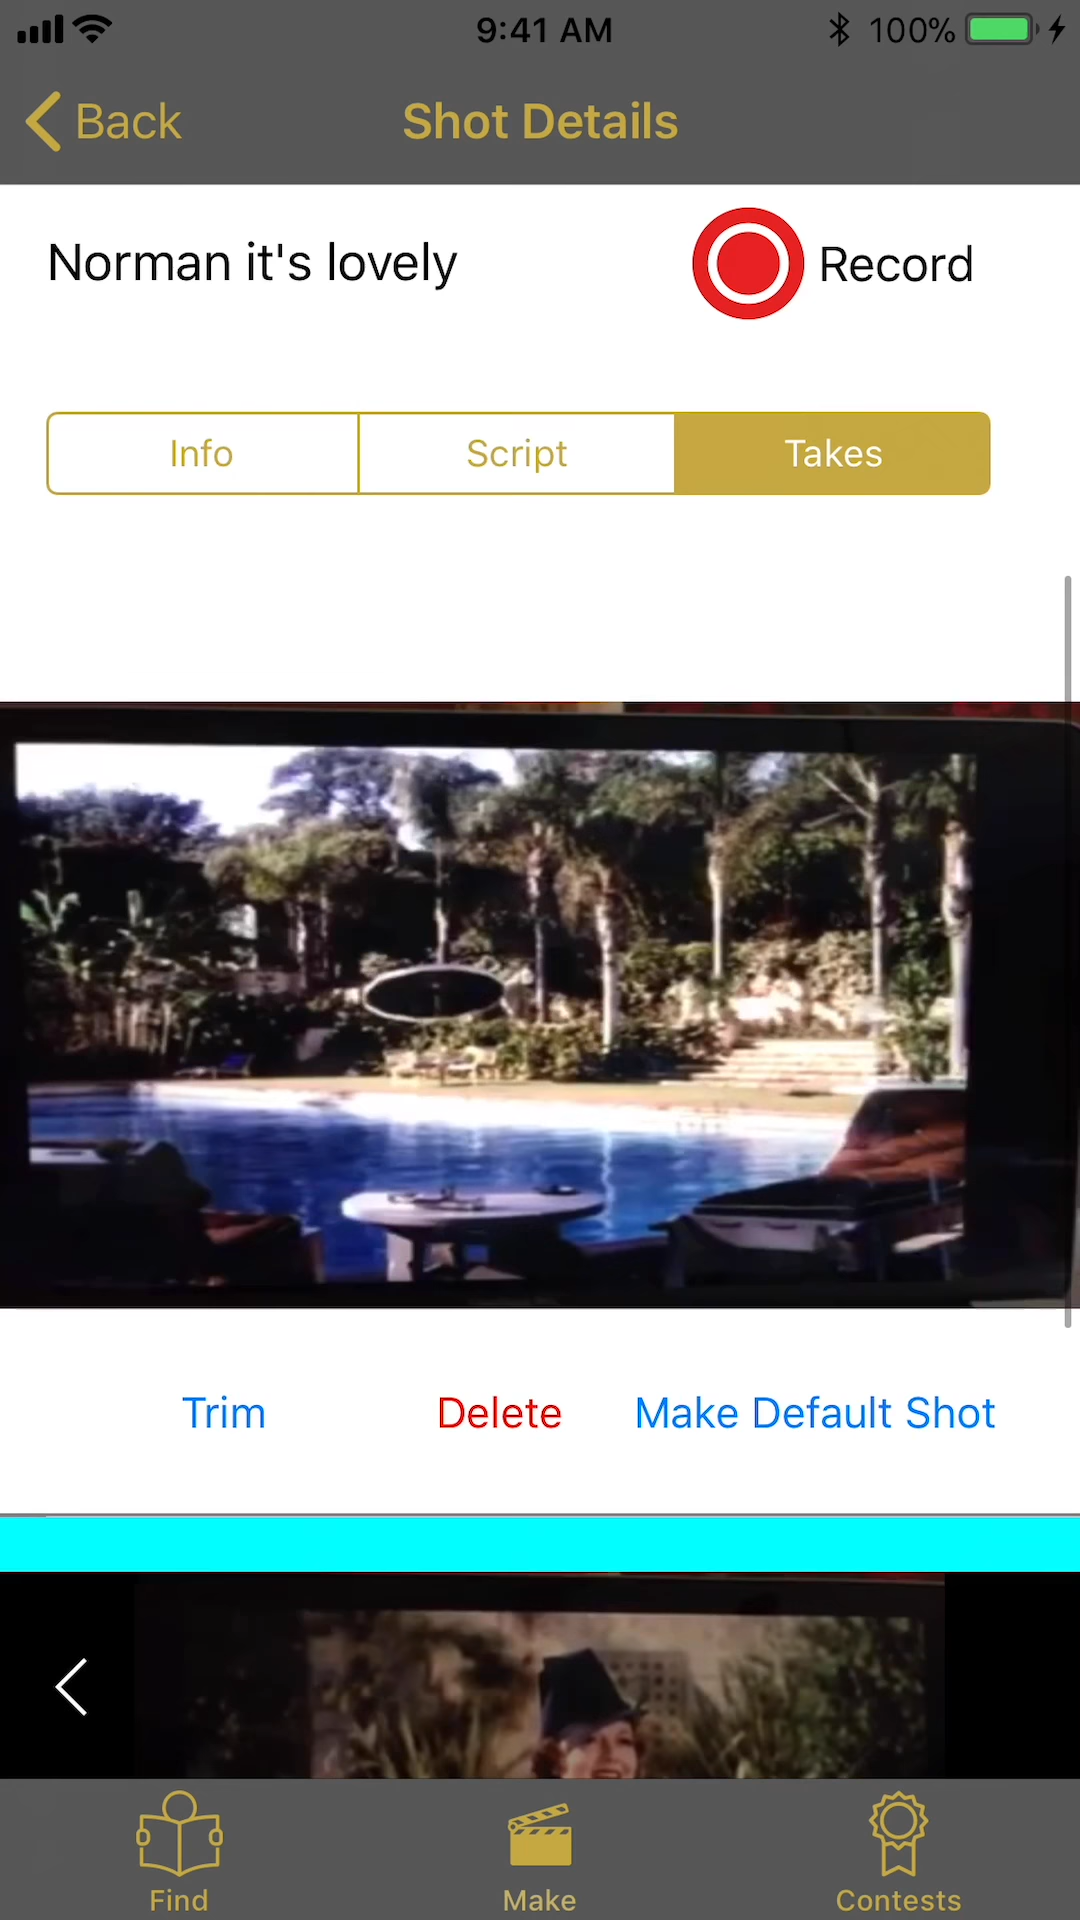 9:41 AM 100%
Back Shot Details
Norman it's lovely Record
Info Script Takes
Trim Delete Make Default Shot
Find Make Contests